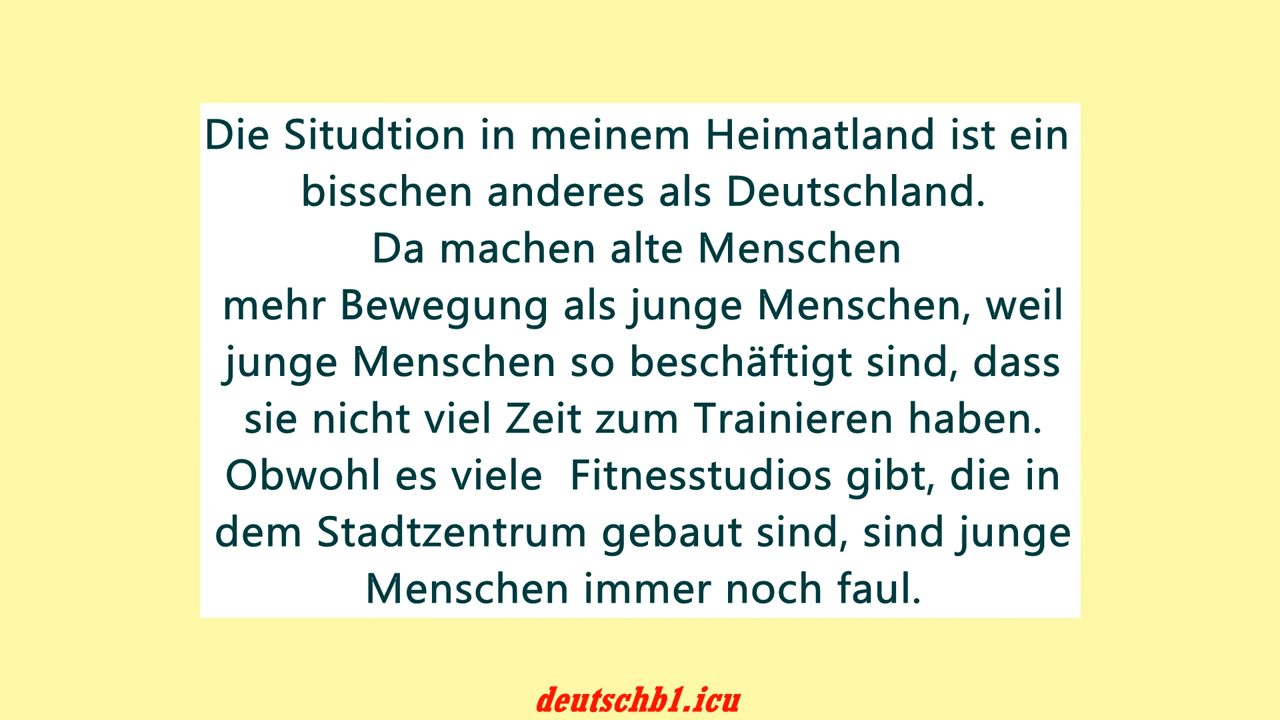 Die Situdtion in meinem Heimatland ist ein
bisschen anderes als Deutschland.
Da machen alte Menschen
mehr Bewegung als junge Menschen, weil
junge Menschen so beschäftigt sind, dass
sie nicht viel Zeit zum Trainieren haben.
Obwohl es viele  Fitnesstudios gibt, die in
dem Stadtzentrum gebaut sind, sind junge
Menschen immer noch faul.
deutschb1.icu